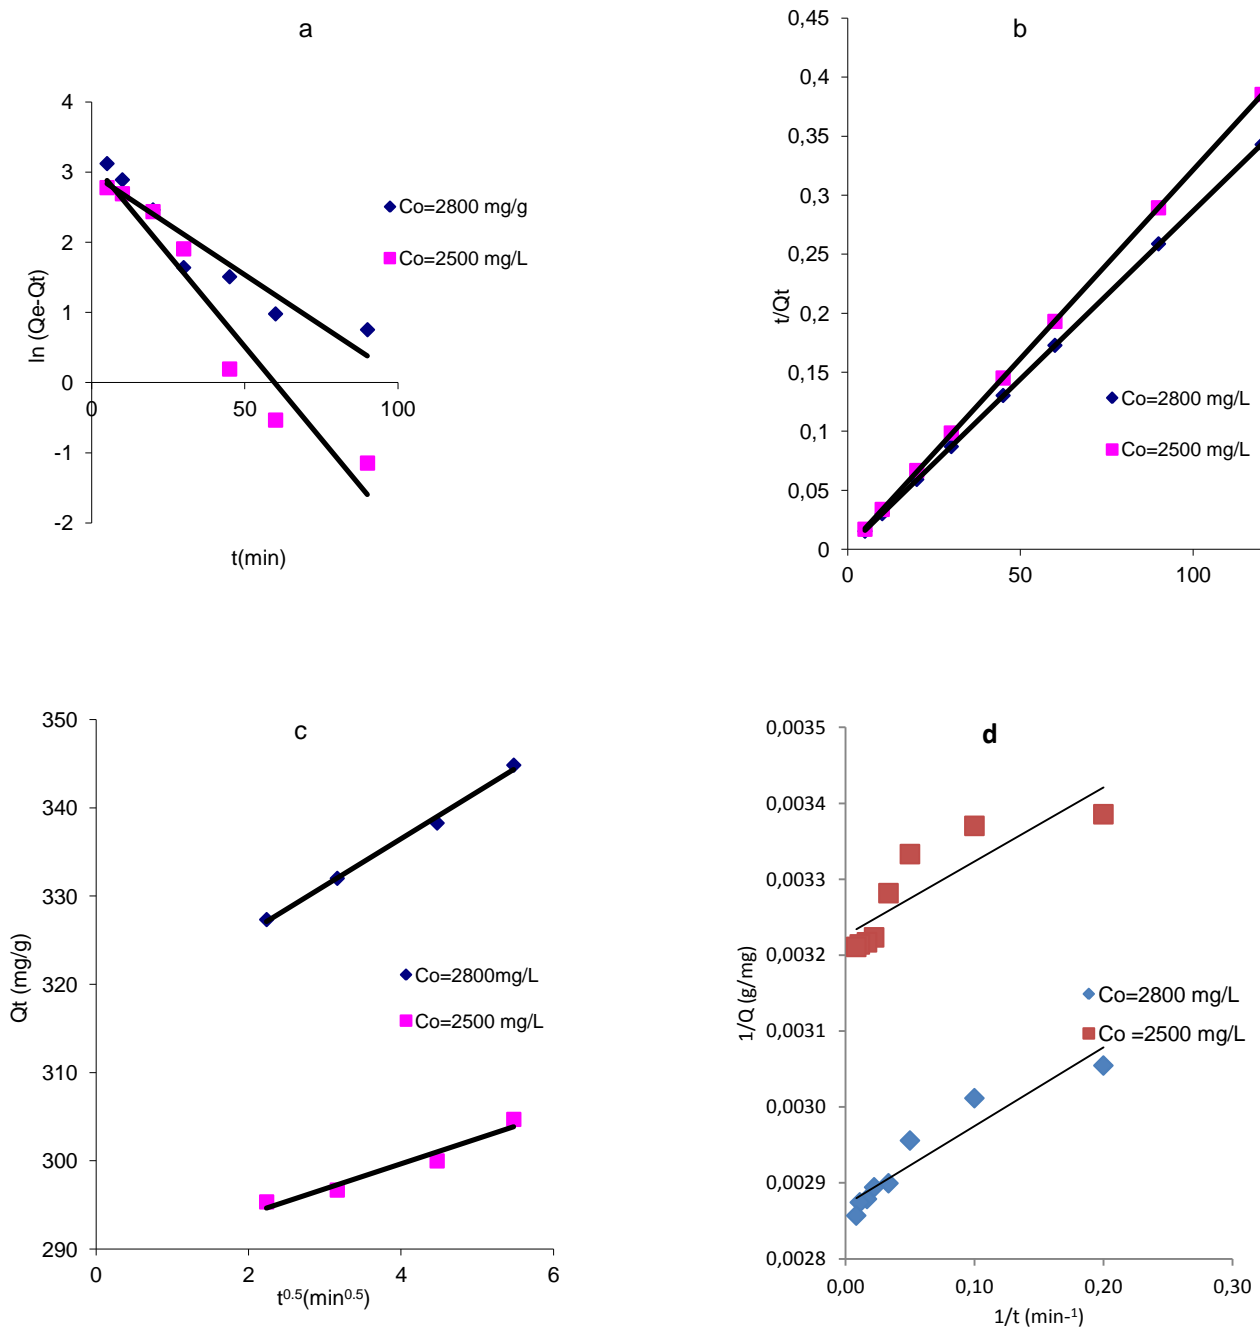 a
4
3
2
1
0
-1
-2
0
50
100
ln (Qe-Qt)
t(min)
Co=2800 mg/g
Co=2500 mg/L
b
0,45
0,4
0,35
0,3
0,25
0,2
0,15
0,1
0,05
0
0
50
100
t/Qt
Co=2800 mg/L
Co=2500 mg/L
c
350
340
330
320
310
300
290
0
2
4
6
Qt (mg/g)
t^0.5(min^0.5)
Co=2800mg/L
Co=2500 mg/L
d
0,0035
0,0034
0,0033
0,0032
0,0031
0,0030
0,0029
0,0028
0,00
0,10
0,20
0,30
1/Q (g/mg)
1/t (min-1)
Co=2800 mg/L
Co =2500 mg/L